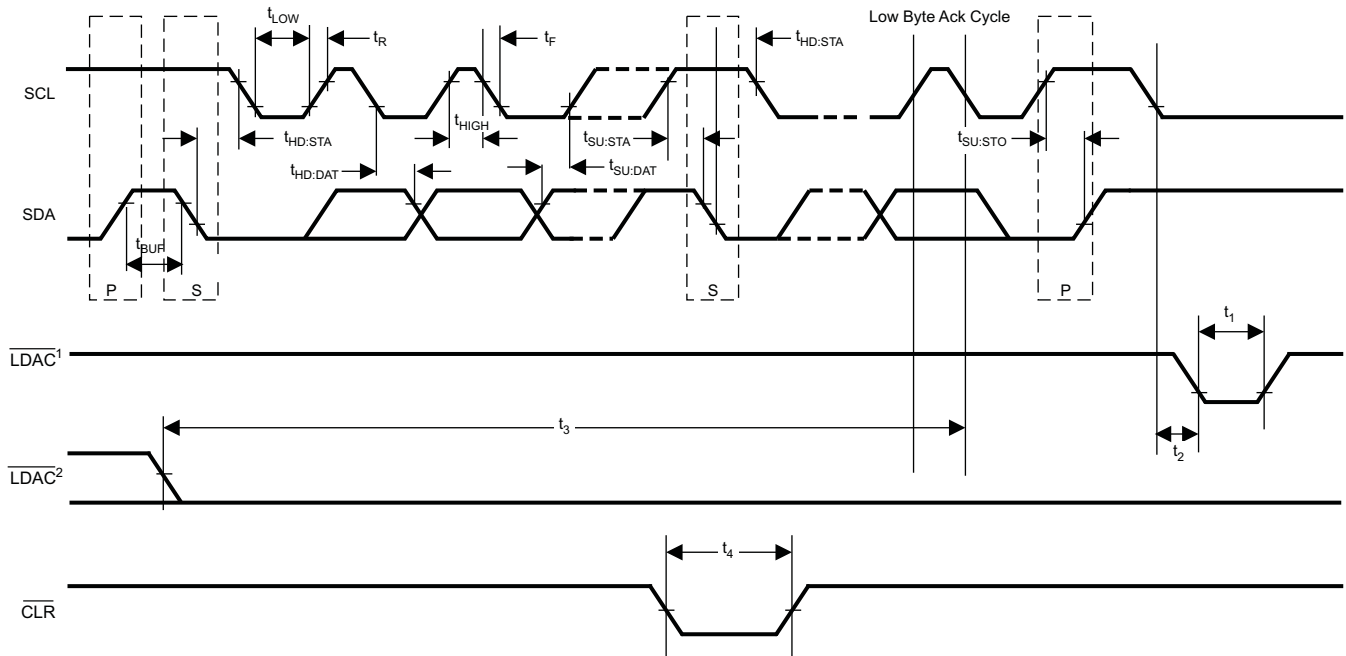 Low Byte Ack Cycle
tLOW
tR
tF
tHD:STA
SCL
tHD:STA
tHIGH
tSU:STA
tSU:STO
tHD:DAT
tSU:DAT
SDA
tBUF
P
S
S
P
t1
LDAC1
t3
t2
LDAC2
t4
CLR